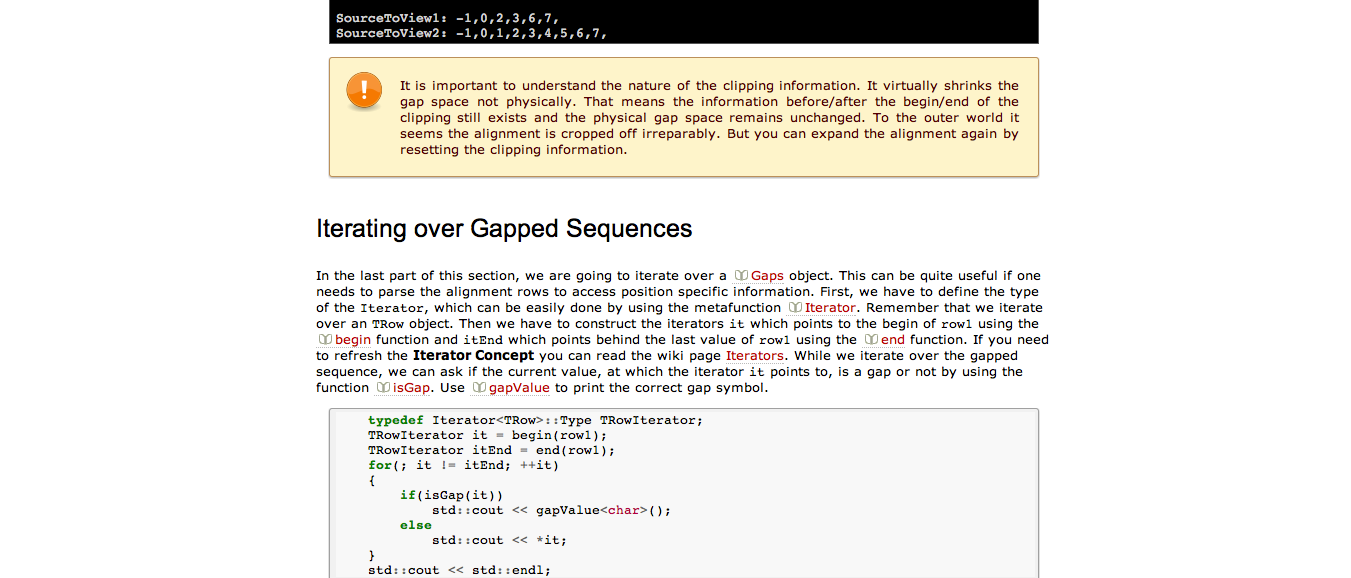 SourceToView1: -1,0,2,3,6,7,
SourceToView2: -1,0,1,2,3,4,5,6,7,
It is important to understand the nature of the clipping information. It virtually shrinks the
gap space not physically. That means the information before/after the begin/end of the
clipping still exists and the physical gap space remains unchanged. To the outer world it
seems the alignment is cropped off irreparably. But you can expand the alignment again by
resetting the clipping information.
Iterating over Gapped Sequences
In the last part of this section, we are going to iterate over a Gaps object. This can be quite useful if one
needs to parse the alignment rows to access position specific information. First, we have to define the type
of the Iterator, which can be easily done by using the metafunction Iterator. Remember that we iterate
over an TRow object. Then we have to construct the iterators it which points to the begin of row1 using the
begin function and itEnd which points behind the last value of row1 using the end function. If you need
to refresh the Iterator Concept you can read the wiki page Iterators. While we iterate over the gapped
sequence, we can ask if the current value, at which the iterator it points to, is a gap or not by using the
function isGap. Use gapValue to print the correct gap symbol.
typedef Iterator<TRow>::Type TRowIterator;
TRowIterator it = begin(row1);
TRowIterator itEnd = end(row1);
for(; it != itEnd; ++it)
{
    if(isGap(it))
        std::cout << gapValue<char>();
    else
        std::cout << *it;
}
std::cout << std::endl;